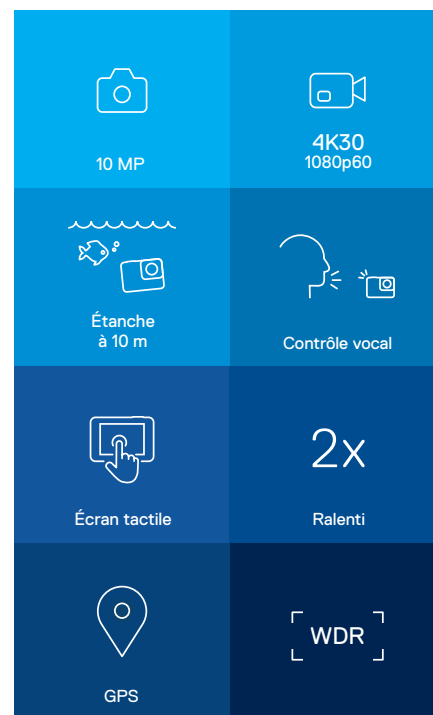 10 MP
4K30
1080p60
Étanche
à 10 m
Contrôle vocal
Écran tactile
2x
Ralenti
GPS
WDR